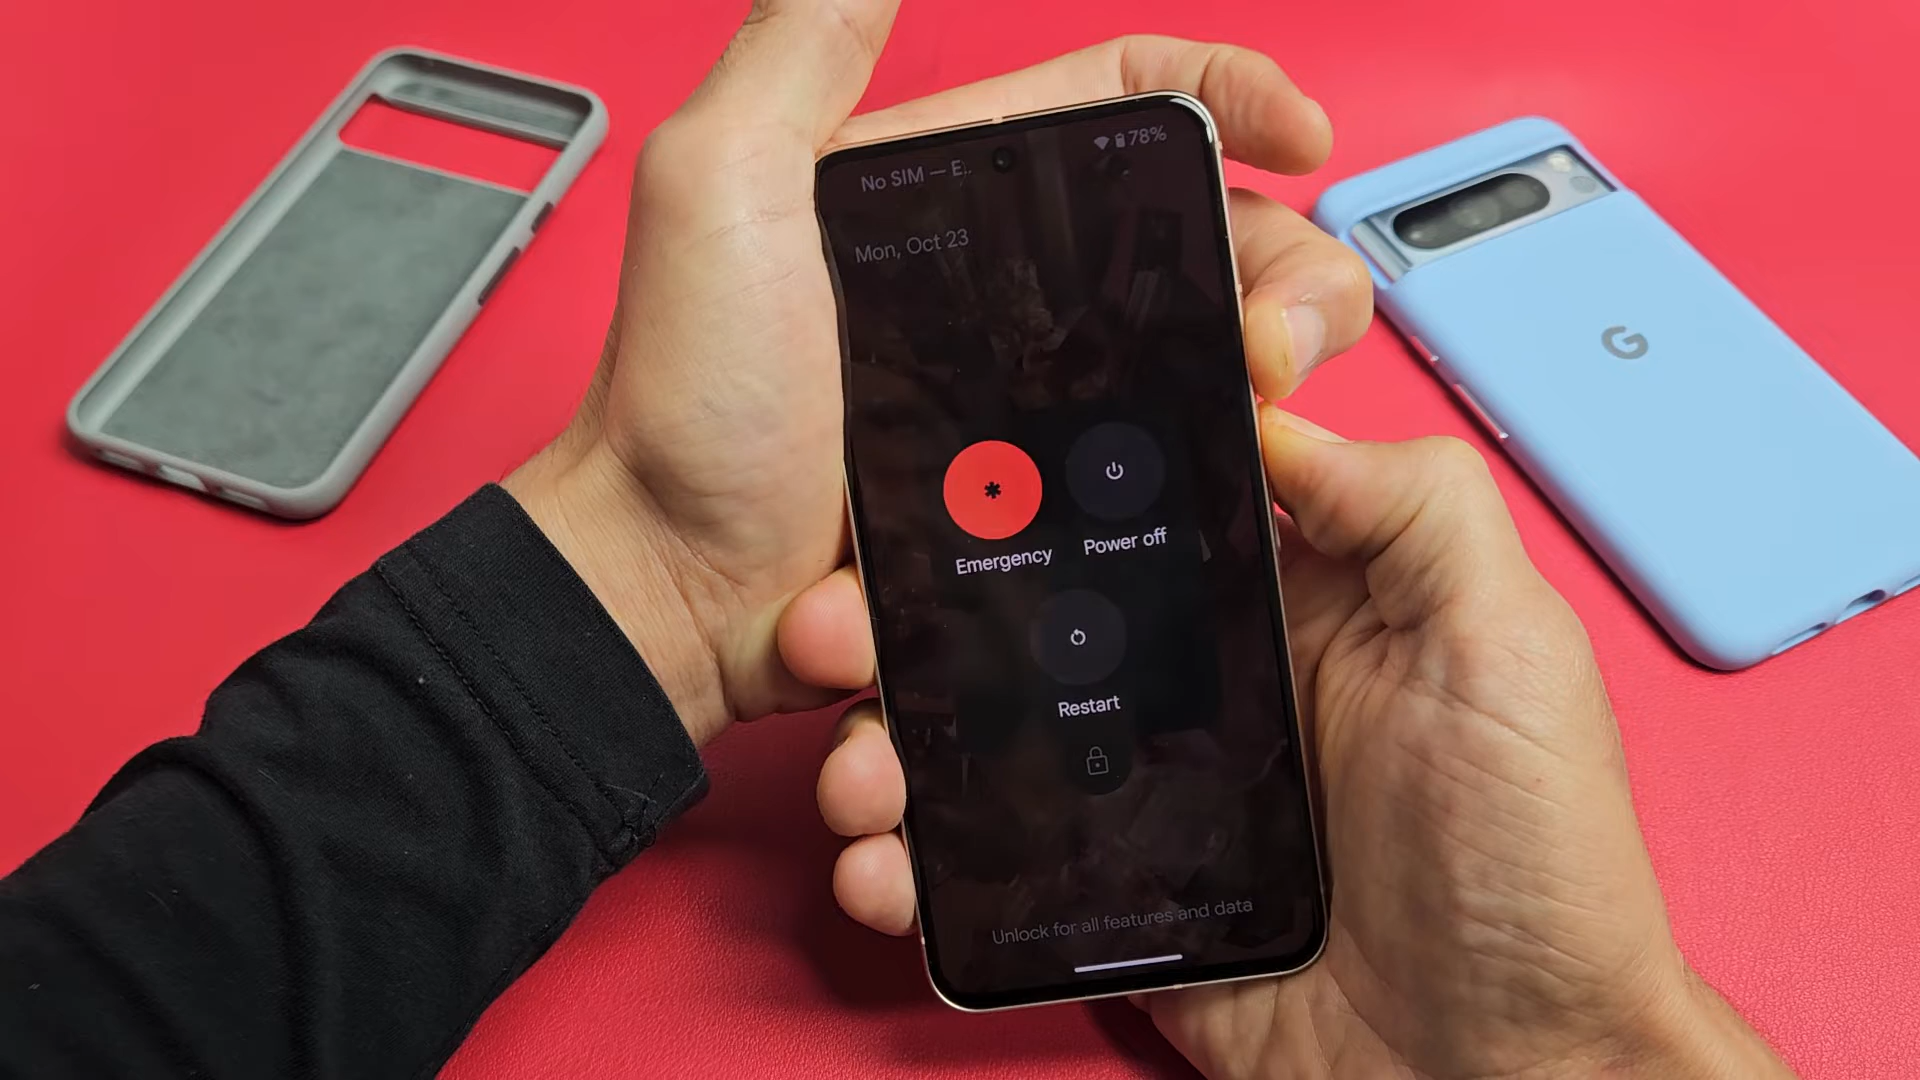 No SIM — E..
78%
Mon, Oct 23
Emergency
Power off
Restart
Unlock for all features and data
G